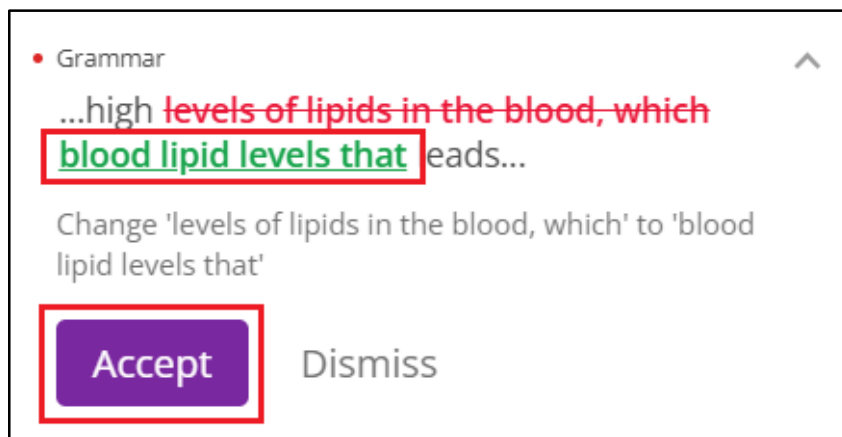 Grammar
...high levels of lipids in the blood, which
blood lipid levels that eads...
Change 'levels of lipids in the blood, which' to 'blood
lipid levels that'
Accept Dismiss